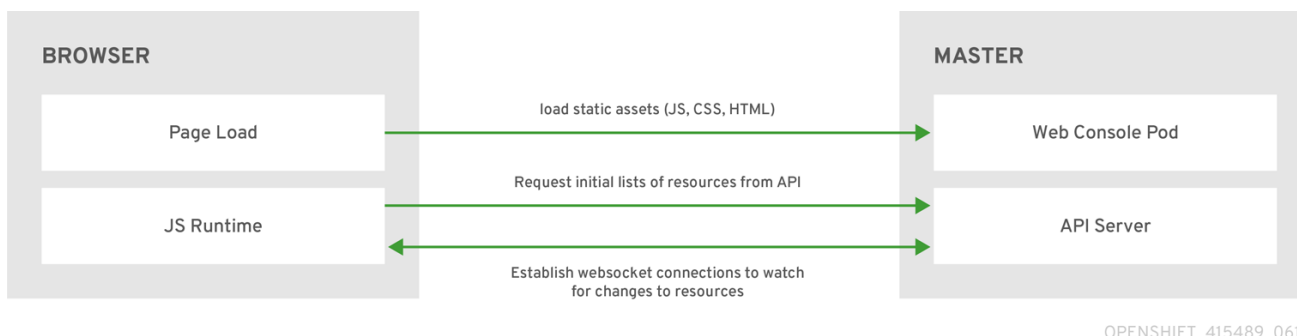 BROWSER
MASTER
load static assets (JS, CSS, HTML)
Page Load
Web Console Pod
Request initial lists of resources from API
JS Runtime
API Server
Establish websocket connections to watch
for changes to resources
OPENSHIFT_415489_061